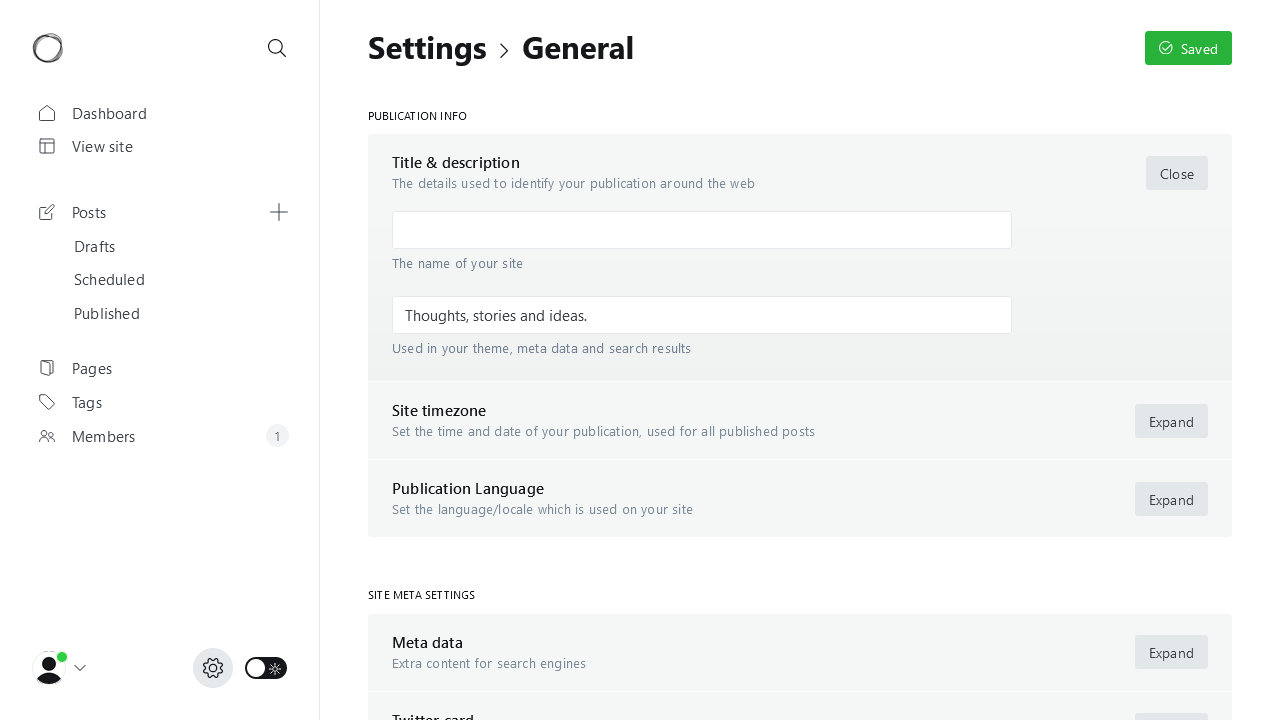 Settings General
Saved
Dashboard
View site
Posts
Drafts
Scheduled
Published
Pages
Tags
Members 1
PUBLICATION INFO
Title & description
The details used to identify your publication around the web
Close
The name of your site
Thoughts, stories and ideas.
Used in your theme, meta data and search results
Site timezone
Set the time and date of your publication, used for all published posts
Expand
Publication Language
Set the language/locale which is used on your site
Expand
SITE META SETTINGS
Meta data
Extra content for search engines
Expand
Twitter card